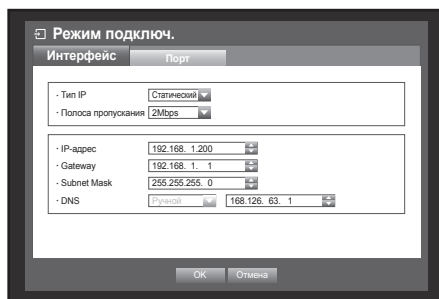 Режим подключ.
Интерфейс Порт
· Тип IP Статический
· Полоса пропускания 2Mbps
· IP-адрес 192.168. 1.200
· Gateway 192.168. 1. 1
· Subnet Mask 255.255.255. 0
· DNS Ручной 168.126. 63. 1
OK Отмена